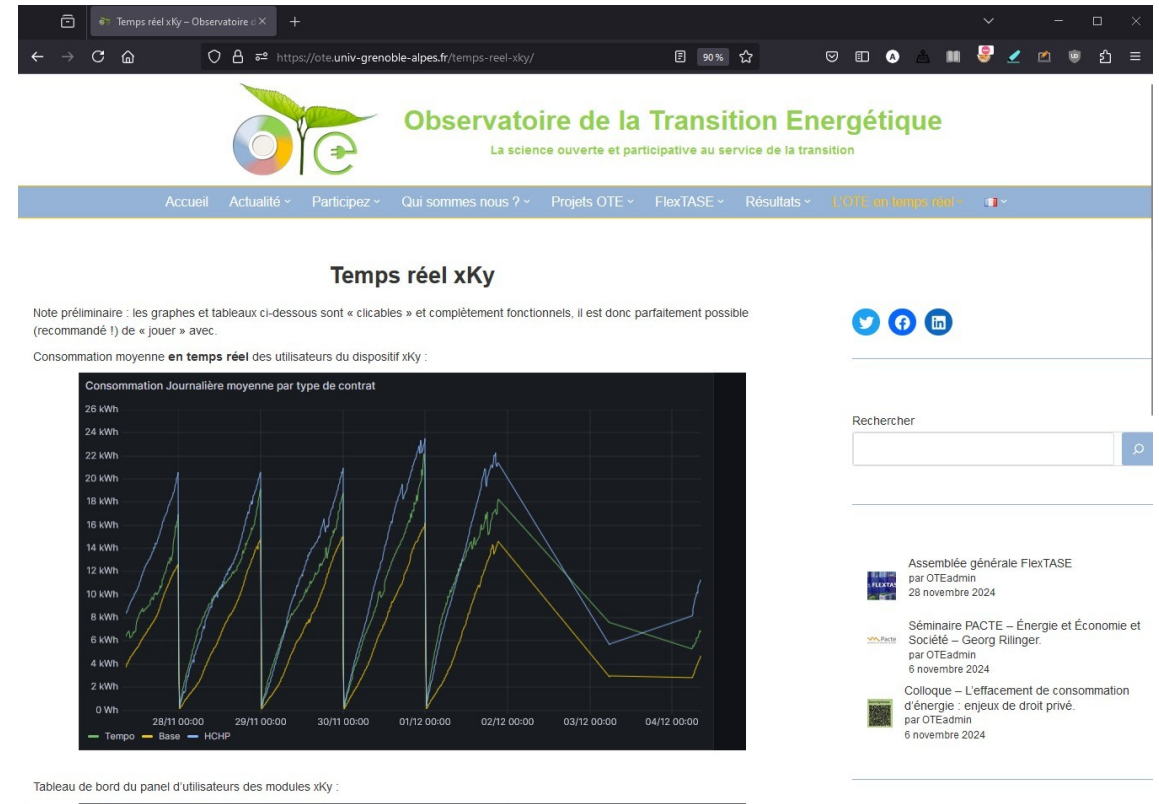 Temps réel xKy – Observatoire d
https://ote.univ-grenoble-alpes.fr/temps-reel-xky/
90 %
Observatoire de la Transition Energétique
La science ouverte et participative au service de la transition
Accueil Actualité Participez Qui sommes nous ? Projets OTE FlexTASE Résultats L'OTE en temps réel
Temps réel xKy
Note préliminaire : les graphes et tableaux ci-dessous sont « clicables » et complètement fonctionnels, il est donc parfaitement possible
(recommandé !) de « jouer » avec.
Consommation moyenne en temps réel des utilisateurs du dispositif xKy :
Consommation Journalière moyenne par type de contrat
26 kWh
24 kWh
22 kWh
20 kWh
18 kWh
16 kWh
14 kWh
12 kWh
10 kWh
8 kWh
6 kWh
4 kWh
2 kWh
0 Wh
28/11 00:00 29/11 00:00 30/11 00:00 01/12 00:00 02/12 00:00 03/12 00:00 04/12 00:00
Tempo Base HCHP
Tableau de bord du panel d'utilisateurs des modules xKy :
Rechercher
Assemblée générale FlexTASE
par OTEadmin
28 novembre 2024
Pacte
Séminaire PACTE – Énergie et Économie et
Société – Georg Rilinger.
par OTEadmin
6 novembre 2024
Colloque – L'effacement de consommation
d'énergie : enjeux de droit privé.
par OTEadmin
6 novembre 2024